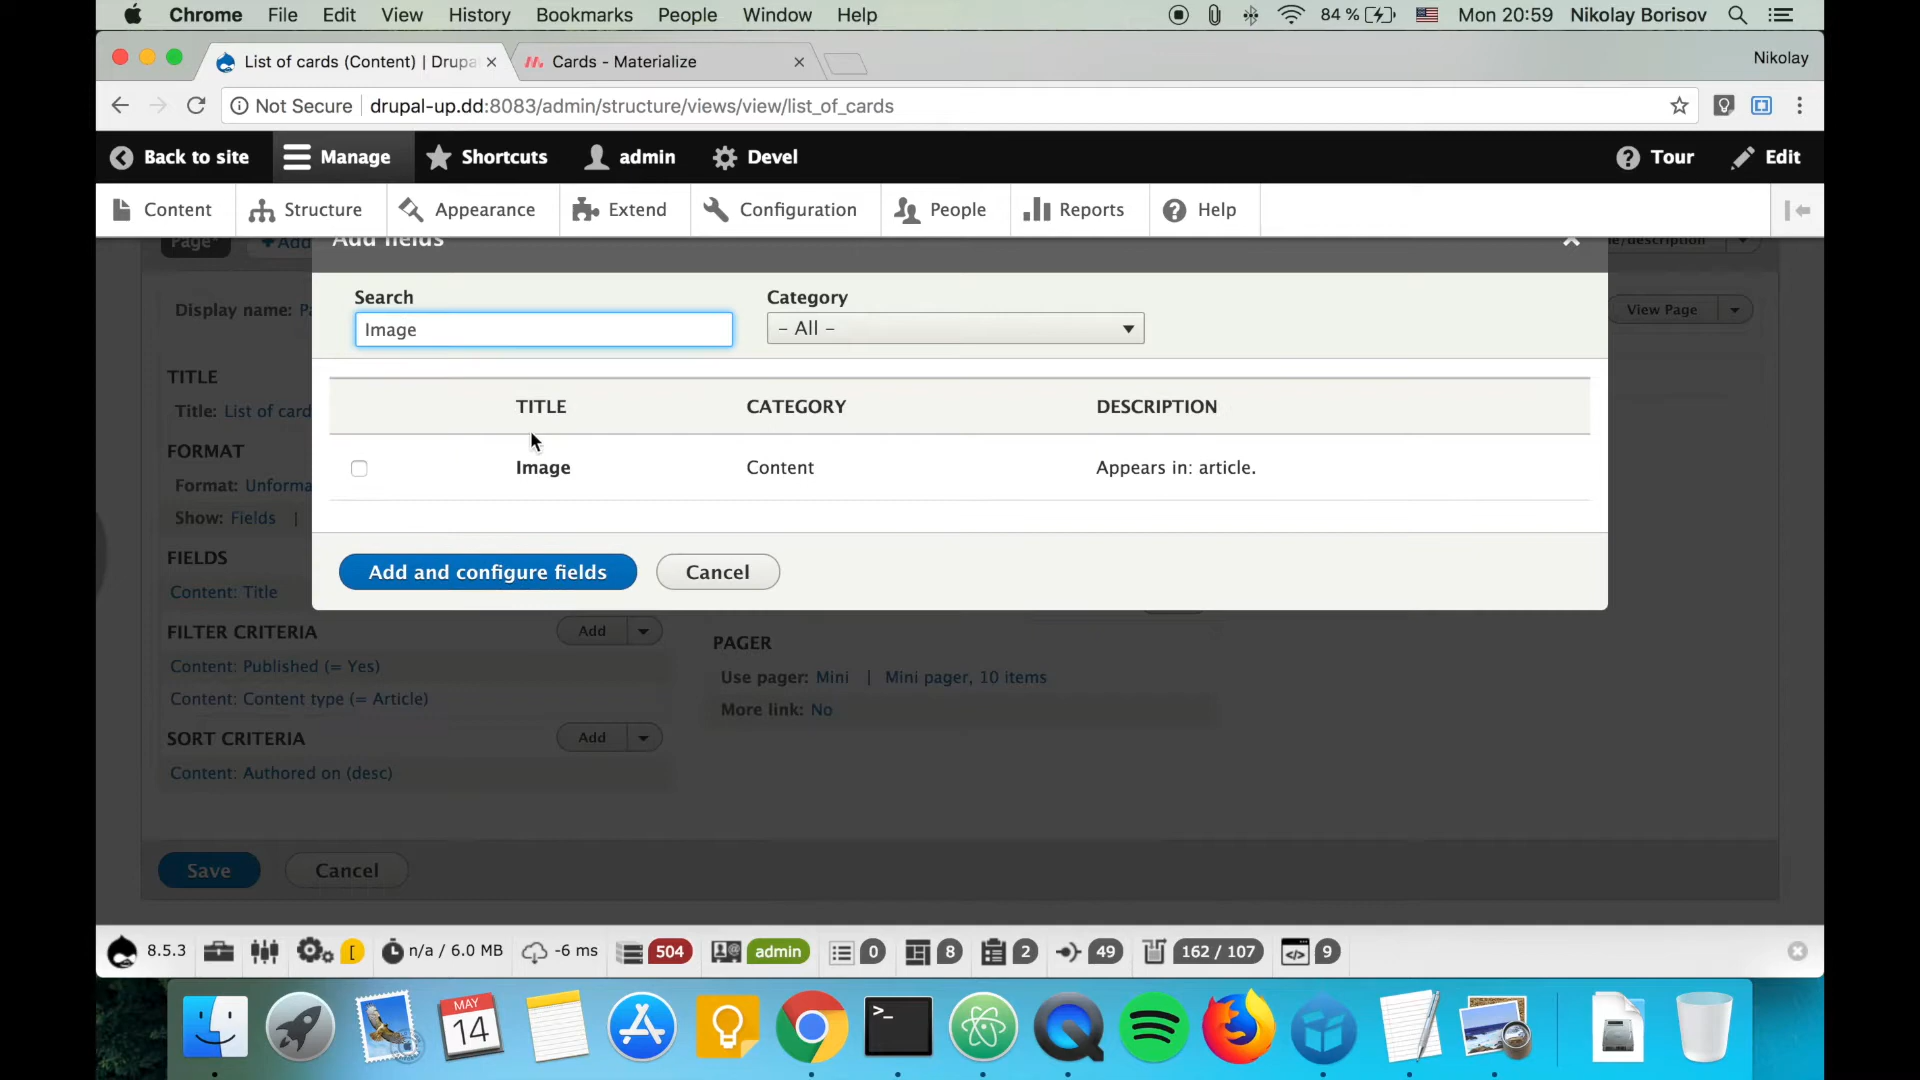 Chrome File Edit View History Bookmarks People Window Help 84 % Mon 20:59 Nikolay Borisov
List of cards (Content) | Drupa Cards - Materialize Nikolay
Not Secure drupal-up.dd:8083/admin/structure/views/view/list_of_cards
Back to site Manage Shortcuts admin Devel Tour Edit
Content Structure Appearance Extend Configuration People Reports Help
Page* Add Add fields
Display name: View Page
Search Category
Image - All -
TITLE
TITLE CATEGORY DESCRIPTION
Title: List of card
FORMAT
Image Content Appears in: article.
Format: Unforma
Show: Fields |
FIELDS
Add and configure fields Cancel
Content: Title
FILTER CRITERIA Add
PAGER
Content: Published (= Yes)
Use pager: Mini | Mini pager, 10 items
Content: Content type (= Article)
More link: No
SORT CRITERIA Add
Content: Authored on (desc)
Save Cancel
8.5.3 n/a / 6.0 MB -6 ms 504 admin 0 8 2 49 162 / 107 9
MAY
14